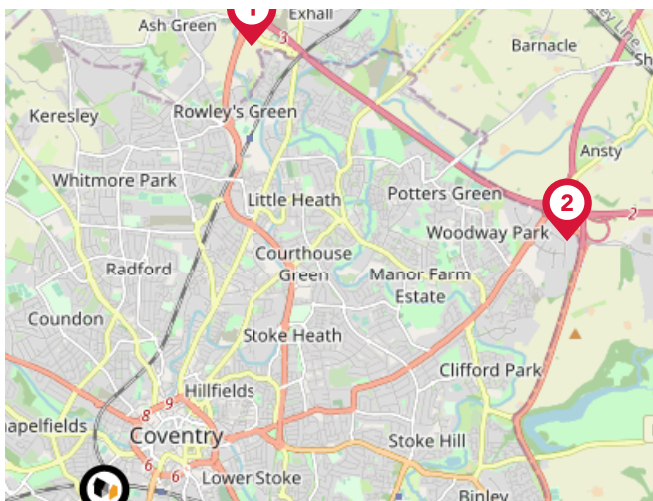 1
Exhall
Ash Green
3
Barnacle
Keresley
Rowley's Green
Ansty
Whitmore Park
Little Heath
Potters Green
2
2
Woodway Park
Courthouse
Green
Radford
Manor Farm
Estate
Coundon
Stoke Heath
Clifford Park
Hillfields
9
8
Coventry
Stoke Hill
6
6
Lower Stoke
Binley